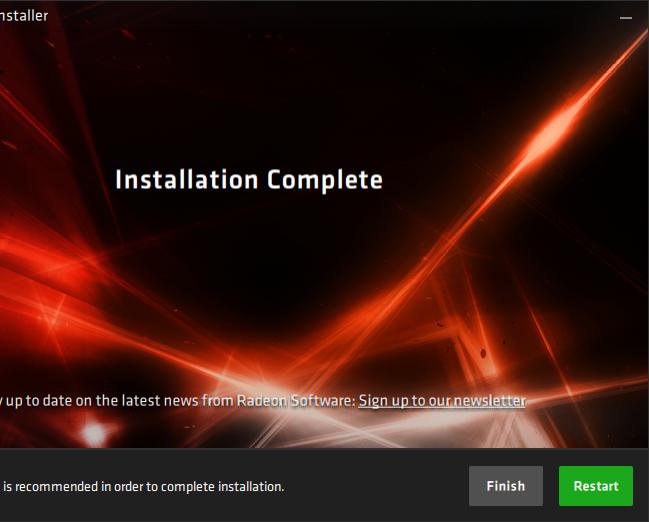 nstaller
Installation Complete
y up to date on the latest news from Radeon Software: Sign up to our newsletter
is recommended in order to complete installation.
Finish
Restart